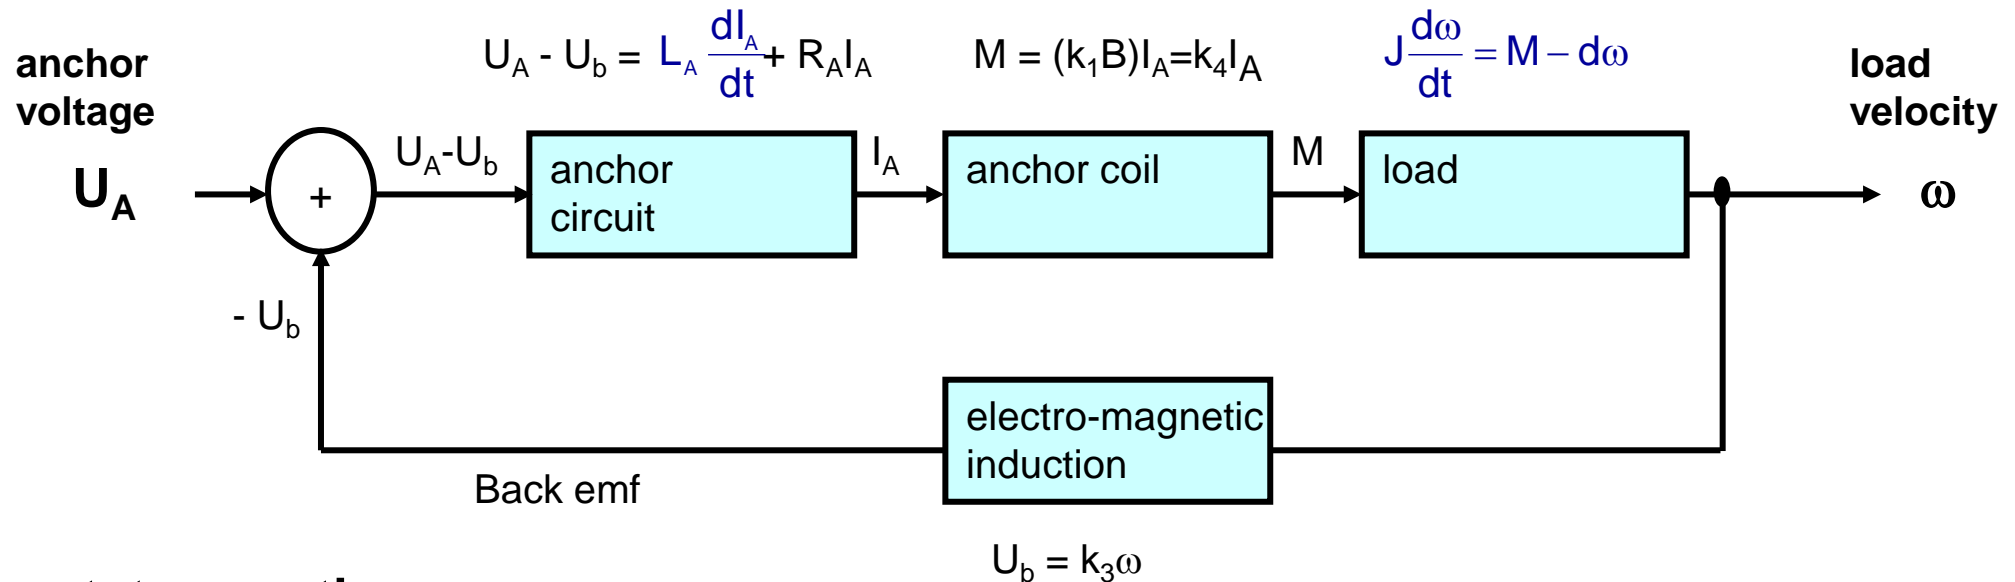 anchor
voltage
U_A
U_A - U_b = L_A dI_A/dt + R_A I_A
M = (k_1B)I_A=k_4I_A
J dω/dt = M − dω
load
velocity
+
U_A-U_b
anchor
circuit
I_A
anchor coil
M
load
ω
- U_b
electro-magnetic
induction
Back emf
U_b = k_3ω